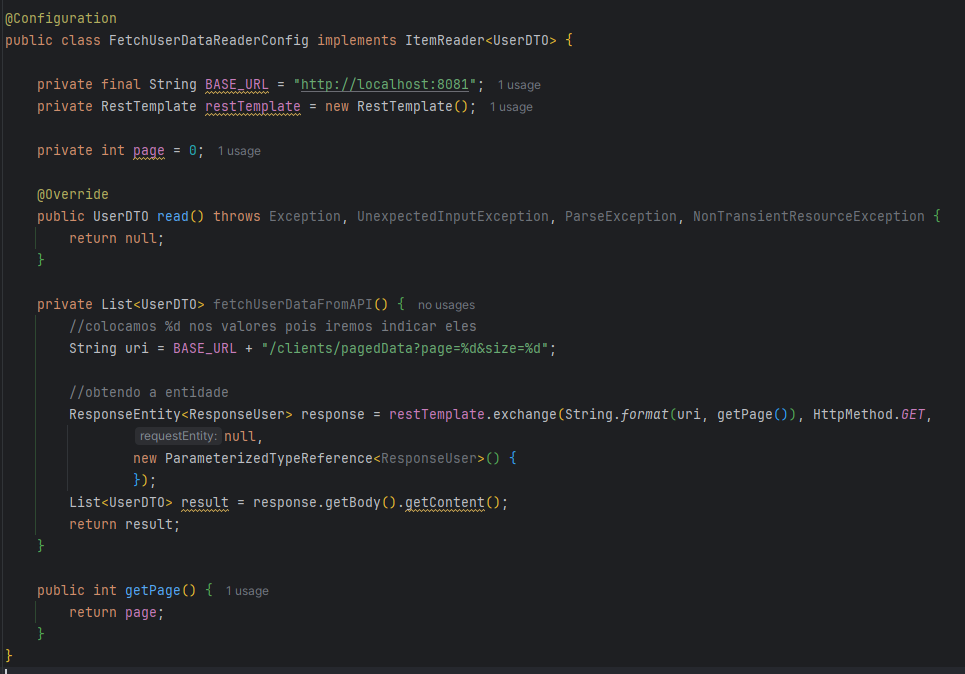 @Configuration
public class FetchUserDataReaderConfig implements ItemReader<UserDTO> {
private final String BASE_URL = "http://localhost:8081"; 1 usage
private RestTemplate restTemplate = new RestTemplate(); 1 usage
private int page = 0; 1 usage
@Override
public UserDTO read() throws Exception, UnexpectedInputException, ParseException, NonTransientResourceException {
return null;
}
private List<UserDTO> fetchUserDataFromAPI() { no usages
//colocamos %d nos valores pois iremos indicar eles
String uri = BASE_URL + "/clients/pagedData?page=%d&size=%d";
//obtendo a entidade
ResponseEntity<ResponseUser> response = restTemplate.exchange(String.format(uri, getPage()), HttpMethod.GET,
requestEntity: null,
new ParameterizedTypeReference<ResponseUser>() {
});
List<UserDTO> result = response.getBody().getContent();
return result;
}
public int getPage() { 1 usage
return page;
}
}